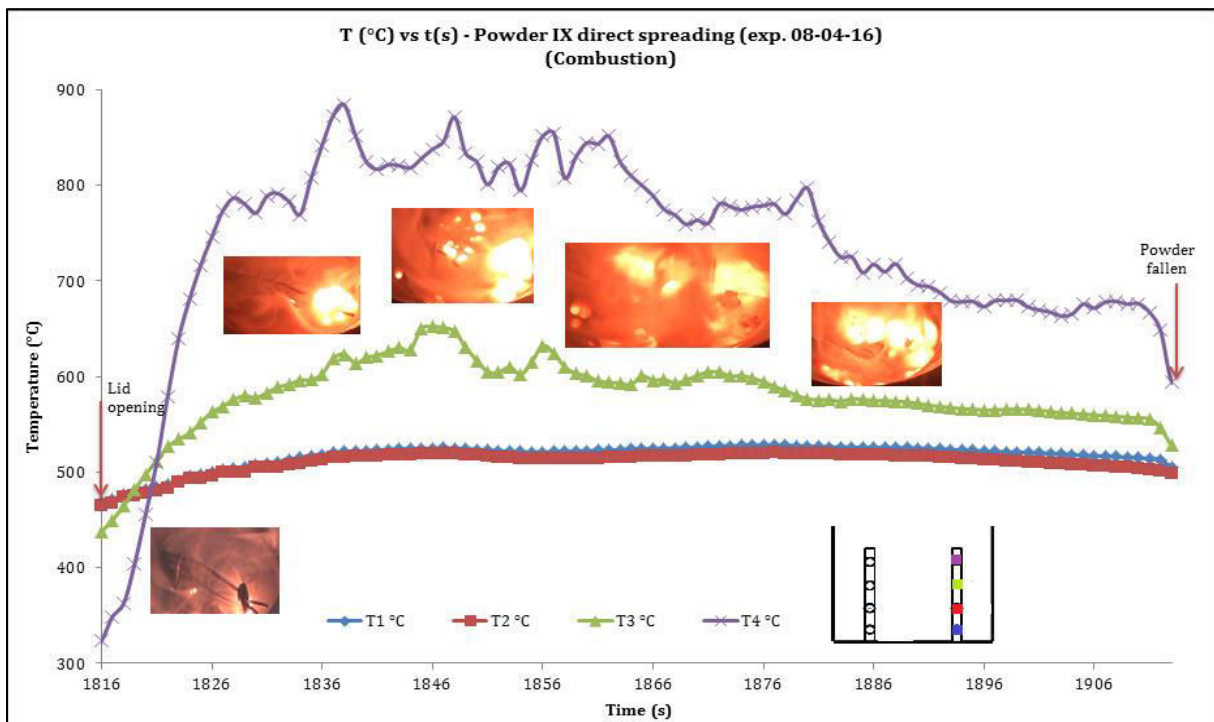 T (°C) vs t(s) - Powder IX direct spreading (exp. 08-04-16)
(Combustion)
Temperature (°C)
900
800
700
600
500
400
300
Lid
opening
Powder
fallen
T1 °C T2 °C T3 °C T4 °C
1816 1826 1836 1846 1856 1866 1876 1886 1896 1906
Time (s)